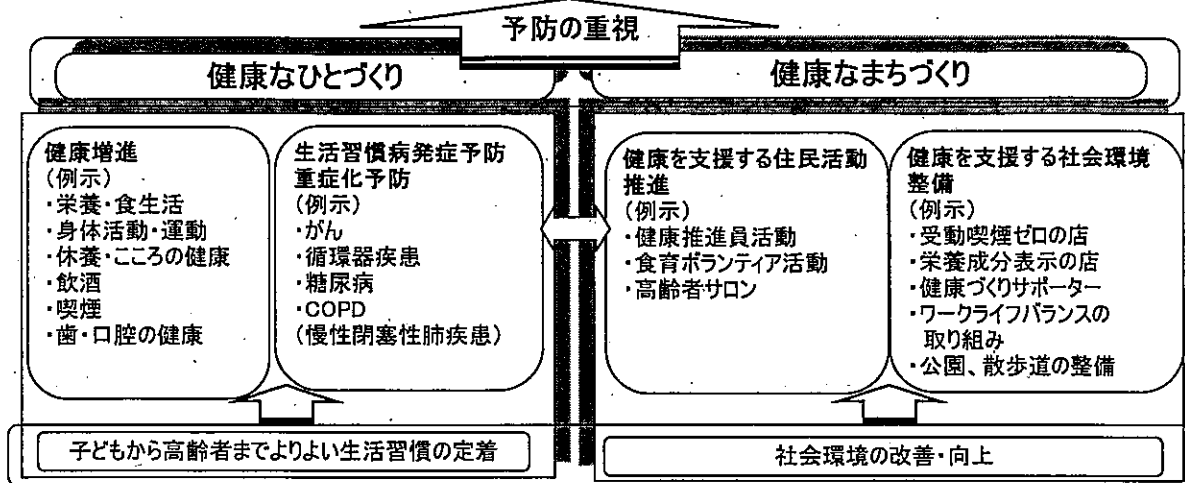 予防の重視
健康なひとづくり
健康なまちづくり
健康増進
(例示)
・栄養・食生活
・身体活動・運動
・休養・こころの健康
・飲酒
・喫煙
・歯・口腔の健康
生活習慣病発症予防
重症化予防
(例示)
・がん
・循環器疾患
・糖尿病
・COPD
(慢性閉塞性肺疾患)
健康を支援する住民活動
推進
(例示)
・健康推進員活動
・食育ボランティア活動
・高齢者サロン
健康を支援する社会環境
整備
(例示)
・受動喫煙ゼロの店
・栄養成分表示の店
・健康づくりサポーター
・ワークライフバランスの
取り組み
・公園、散歩道の整備
子どもから高齢者までよりよい生活習慣の定着
社会環境の改善・向上